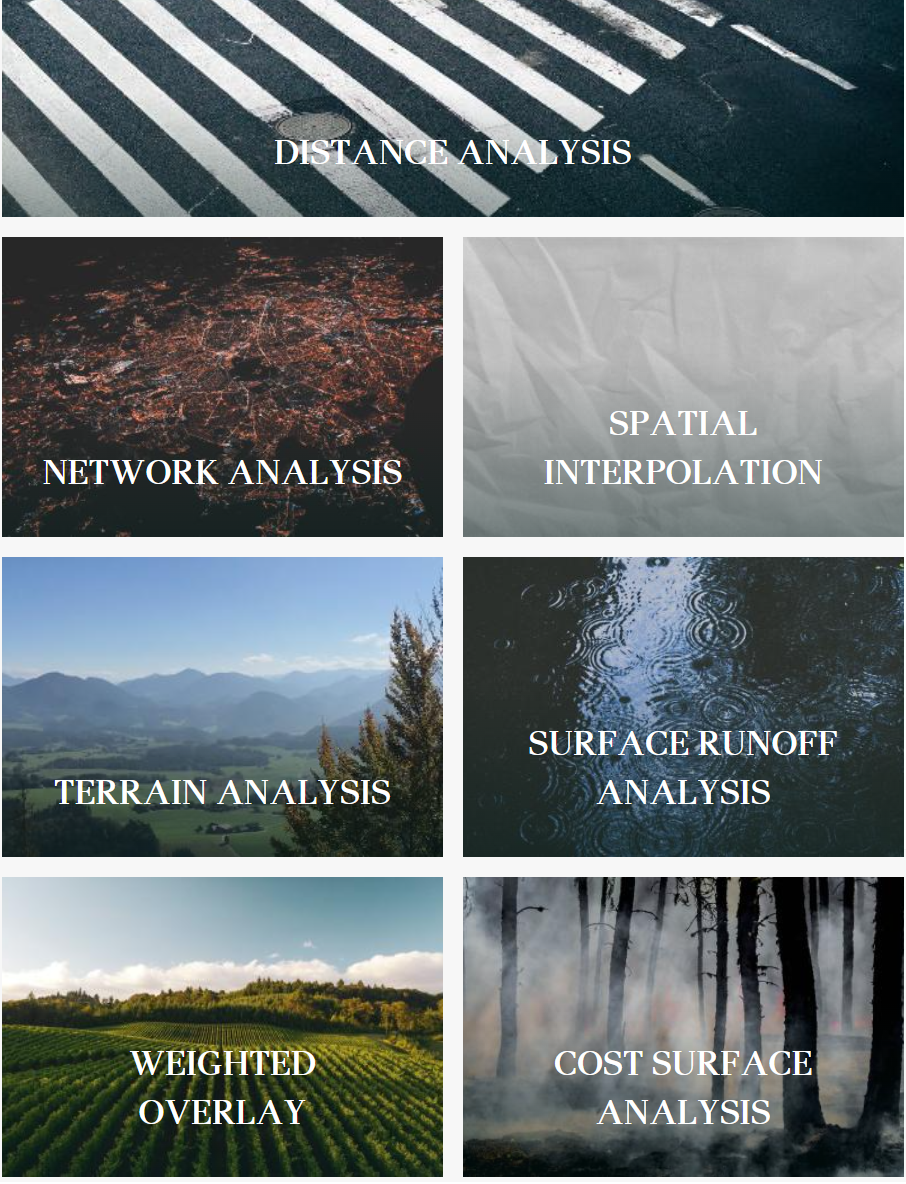 DISTANCE ANALYSIS
NETWORK ANALYSIS
SPATIAL
INTERPOLATION
TERRAIN ANALYSIS
SURFACE RUNOFF
ANALYSIS
WEIGHTED
OVERLAY
COST SURFACE
ANALYSIS